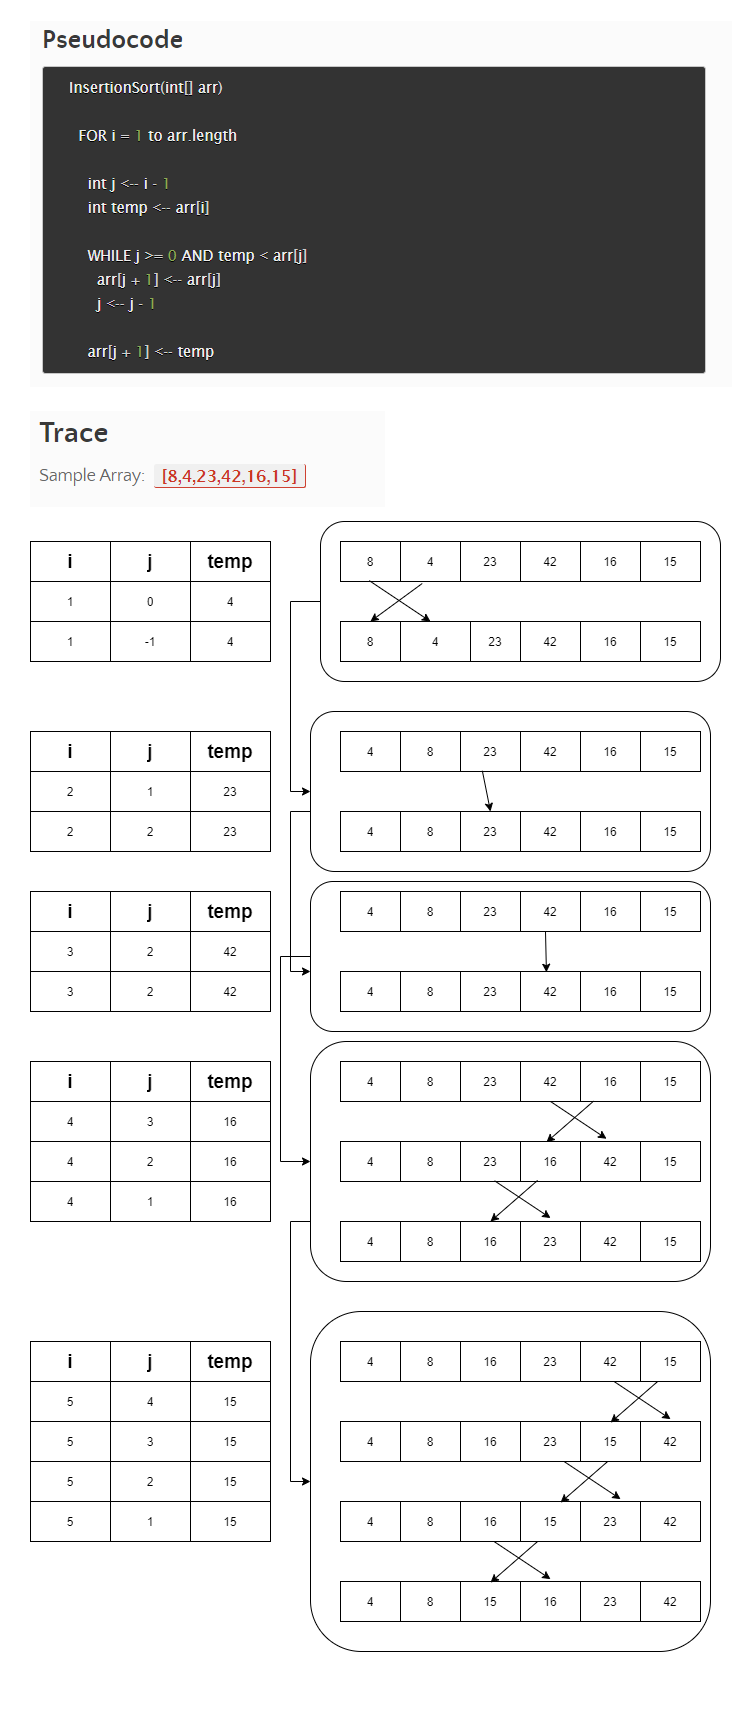 Pseudocode
InsertionSort(int[] arr)
FOR i = 1 to arr.length
int j <-- i - 1
int temp <-- arr[i]
WHILE j >= 0 AND temp < arr[j]
arr[j + 1] <-- arr[j]
j <-- j - 1
arr[j + 1] <-- temp
Trace
Sample Array: [8,4,23,42,16,15]
i j temp
1 0 4
1 -1 4
8 4 23 42 16 15
8 4 23 42 16 15
i j temp
2 1 23
2 2 23
4 8 23 42 16 15
4 8 23 42 16 15
i j temp
3 2 42
3 2 42
4 8 23 42 16 15
4 8 23 42 16 15
i j temp
4 3 16
4 2 16
4 1 16
4 8 23 42 16 15
4 8 23 16 42 15
4 8 16 23 42 15
i j temp
5 4 15
5 3 15
5 2 15
5 1 15
4 8 16 23 42 15
4 8 16 23 15 42
4 8 16 15 23 42
4 8 15 16 23 42